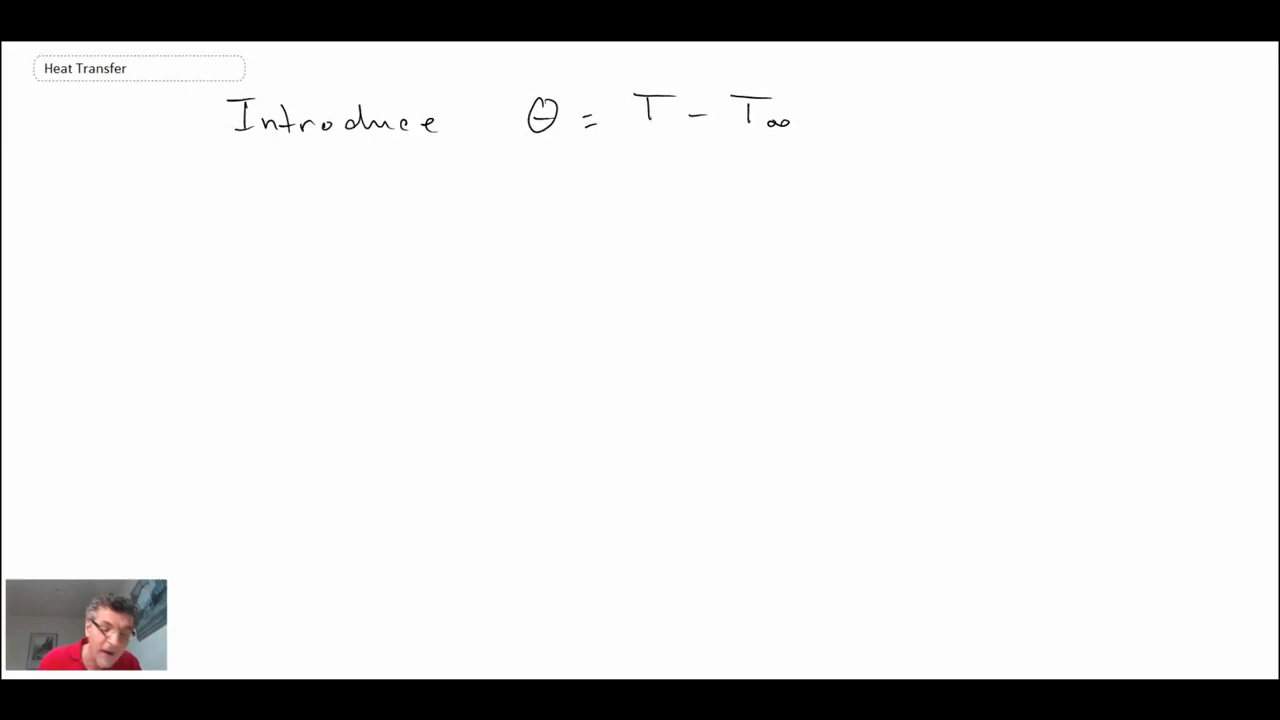 Heat Transfer
Introduce θ = T - T∞